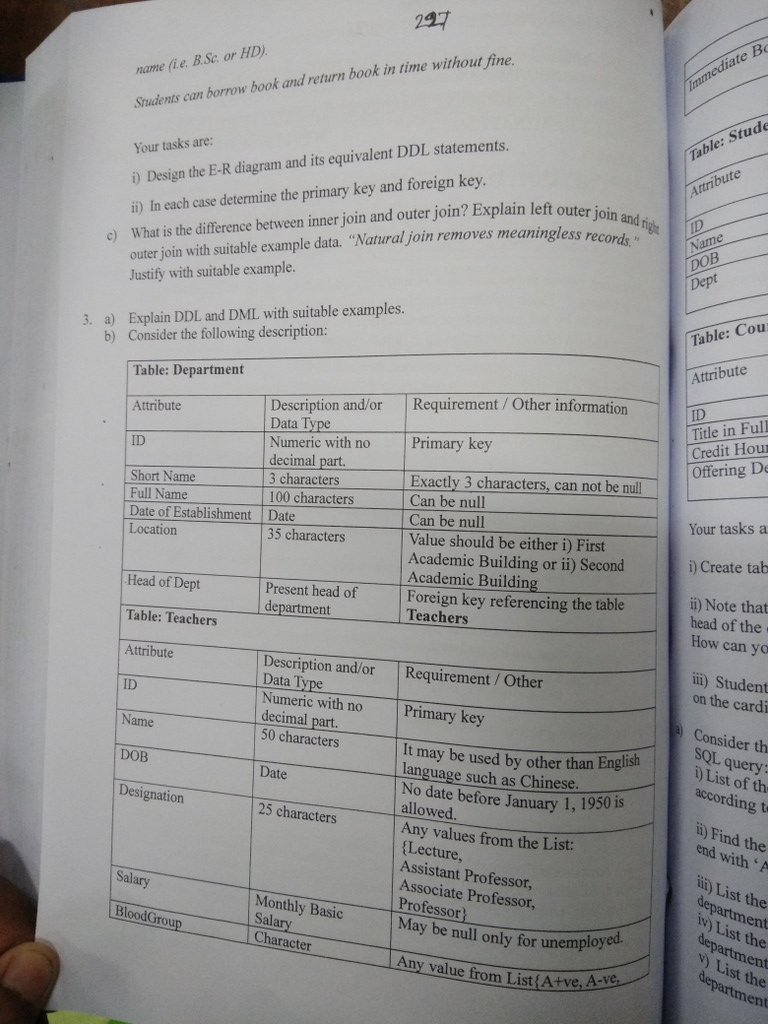 297
name (i.e. B.Sc. or HD).
Students can borrow book and return book in time without fine.
Your tasks are:
i) Design the E-R diagram and its equivalent DDL statements.
ii) In each case determine the primary key and foreign key.
c) What is the difference between inner join and outer join? Explain left outer join and right
outer join with suitable example data. "Natural join removes meaningless records."
Justify with suitable example.
3. a) Explain DDL and DML with suitable examples.
b) Consider the following description:
Table: Department
Attribute Description and/or Data Type Requirement / Other information
ID Numeric with no decimal part. Primary key
Short Name 3 characters Exactly 3 characters, can not be null
Full Name 100 characters Can be null
Date of Establishment Date Can be null
Location 35 characters Value should be either i) First
Academic Building or ii) Second
Academic Building
Head of Dept Present head of department Foreign key referencing the table
Teachers
Table: Teachers
Attribute Description and/or Data Type Requirement / Other
ID Numeric with no decimal part. Primary key
Name 50 characters It may be used by other than English
language such as Chinese.
DOB Date No date before January 1, 1950 is
allowed.
Designation 25 characters Any values from the List:
{Lecture,
Assistant Professor,
Associate Professor,
Professor}
Salary Monthly Basic Salary May be null only for unemployed.
BloodGroup Character Any value from List{A+ve, A-ve,
Immediate
Table:
Attribute
ID
Name
DOB
Dept
Table:
Attribute
ID
Title in Full
Credit
Offering
Your tasks
i) Create
ii) Note that
head of the
How can
iii) Student
on the
a) Consider
SQL query:
i) List of
according
ii) Find the
end with
iii) List the
department
iv) List the
department
v) List the
department